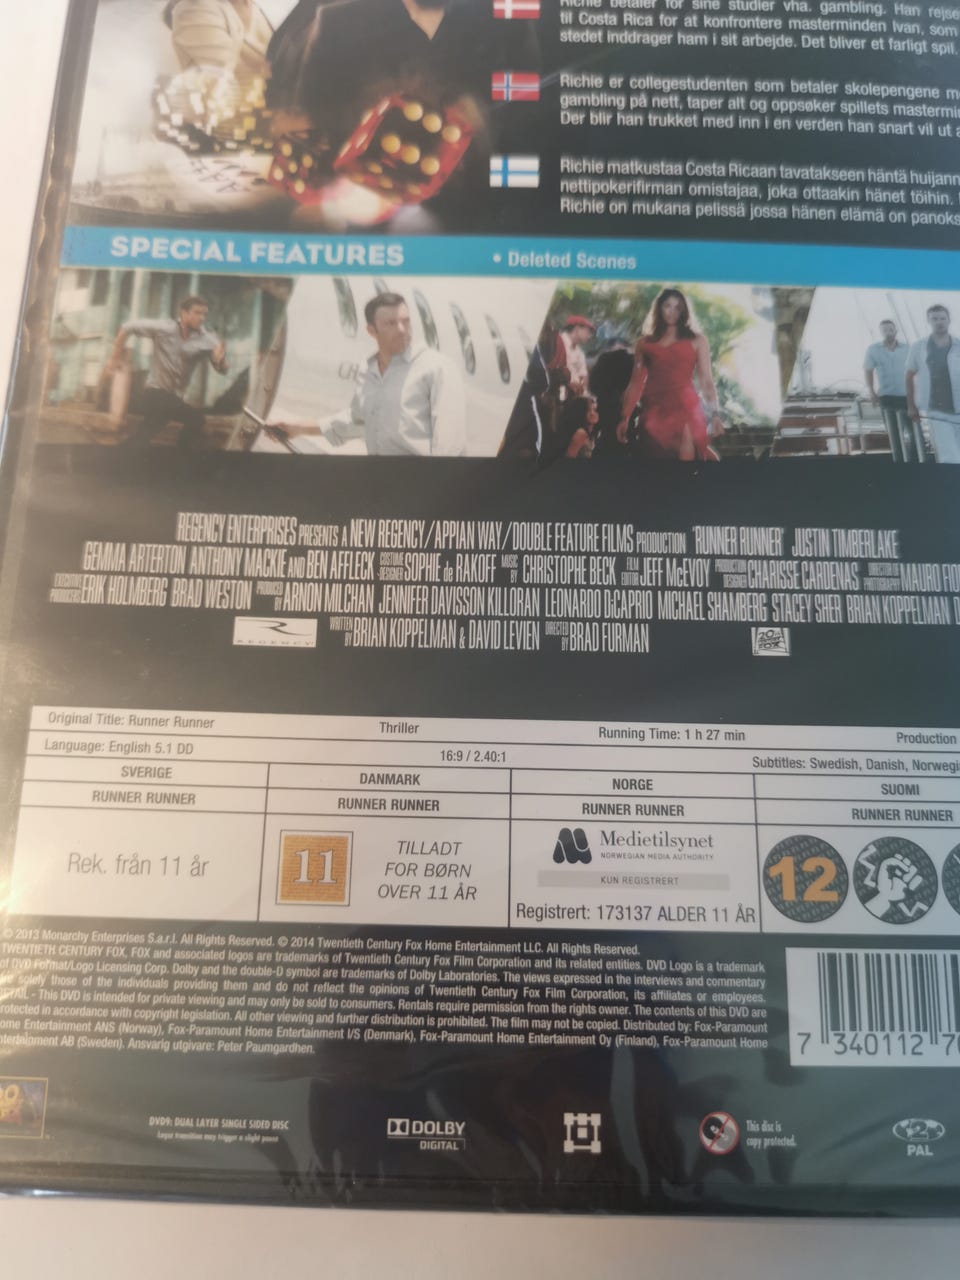 Richie betaler for sine studier vha. gambling. Han rejse
til Costa Rica for at konfrontere masterminden Ivan, som
stedet inddrager ham i sit arbejde. Det bliver et farligt spil.
Richie er collegestudenten som betaler skolepengene m
gambling på nett, taper alt og oppsøker spillets mastermi
Der blir han trukket med inn i en verden han snart vil ut a
Richie matkustaa Costa Ricaan tavatakseen häntä huijann
nettipokerifirman omistajaa, joka ottaakin hänet töihin.
Richie on mukana pelissä jossa hänen elämä on panoks
SPECIAL FEATURES • Deleted Scenes
REGENCY ENTERPRISES PRESENTS A NEW REGENCY/APPIAN WAY/DOUBLE FEATURE FILMS PRODUCTION "RUNNER RUNNER" JUSTIN TIMBERLAKE
GEMMA ARTERTON ANTHONY MACKIE AND BEN AFFLECK COSTUME DESIGNER SOPHIE de RAKOFF MUSIC BY CHRISTOPHE BECK FILM EDITOR JEFF McEVOY PRODUCTION DESIGNER CHARISSE CARDENAS DIRECTOR OF PHOTOGRAPHY MAURO FIO
EXECUTIVE PRODUCERS ERIK HOLMBERG BRAD WESTON PRODUCED BY ARNON MILCHAN JENNIFER DAVISSON KILLORAN LEONARDO DiCAPRIO MICHAEL SHAMBERG STACEY SHER BRIAN KOPPELMAN
REGENCY WRITTEN BY BRIAN KOPPELMAN & DAVID LEVIEN DIRECTED BY BRAD FURMAN 20 FOX
Original Title: Runner Runner Thriller Running Time: 1 h 27 min Production
Language: English 5.1 DD 16:9 / 2.40:1 Subtitles: Swedish, Danish, Norwegia
SVERIGE DANMARK NORGE SUOMI
RUNNER RUNNER RUNNER RUNNER RUNNER RUNNER RUNNER RUNNER
Rek. från 11 år
11
TILLADT
FOR BØRN
OVER 11 ÅR
Medietilsynet
NORWEGIAN MEDIA AUTHORITY
KUN REGISTRERT
Registrert: 173137 ALDER 11 ÅR
12
© 2013 Monarchy Enterprises S.a.r.l. All Rights Reserved. © 2014 Twentieth Century Fox Home Entertainment LLC. All Rights Reserved.
TWENTIETH CENTURY FOX, FOX and associated logos are trademarks of Twentieth Century Fox Film Corporation and its related entities. DVD Logo is a trademark
of DVD Format/Logo Licensing Corp. Dolby and the double-D symbol are trademarks of Dolby Laboratories. The views expressed in the interviews and commentary
are solely those of the individuals providing them and do not reflect the opinions of Twentieth Century Fox Film Corporation, its affiliates or employees.
- This DVD is intended for private viewing and may only be sold to consumers. Rentals require permission from the rights owner. The contents of this DVD are
protected in accordance with copyright legislation. All other viewing and further distribution is prohibited. The film may not be copied. Distributed by: Fox-Paramount
ome Entertainment ANS (Norway), Fox-Paramount Home Entertainment I/S (Denmark), Fox-Paramount Home Entertainment Oy (Finland), Fox-Paramount Home
ntertainment AB (Sweden). Ansvarig utgivare: Peter Paumgardhen.
7 340112 70
DVD9: DUAL LAYER SINGLE SIDED DISC
Layer transition may trigger a slight pause
DOLBY
DIGITAL
This disc is
copy protected.
2
PAL